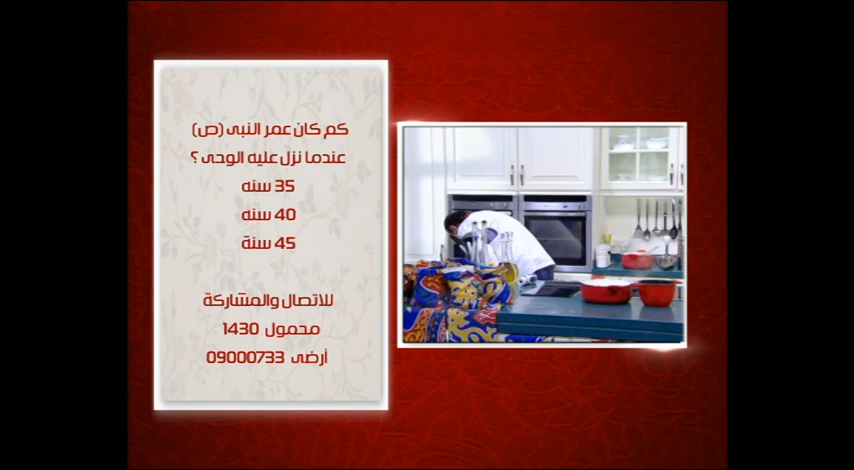 كم كان عمر النبى (ص)
عندما نزل عليه الوحى ؟
35 سنه
40 سنه
45 سنة
للاتصال والمشاركة
محمول 1430
أرضى 09000733